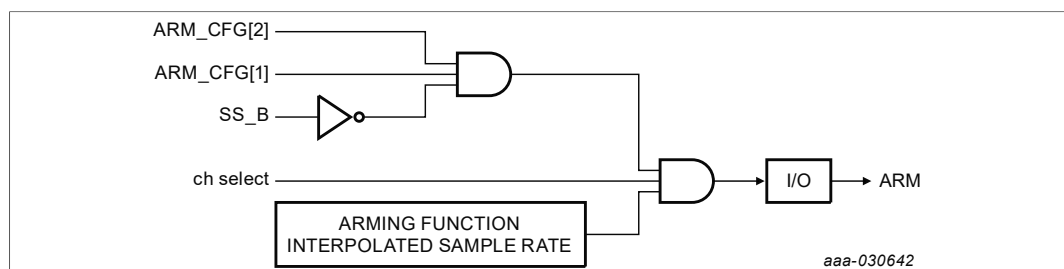 ARM_CFG[2]
ARM_CFG[1]
SS_B
ch select
I/O
ARM
ARMING FUNCTION
INTERPOLATED SAMPLE RATE
aaa-030642